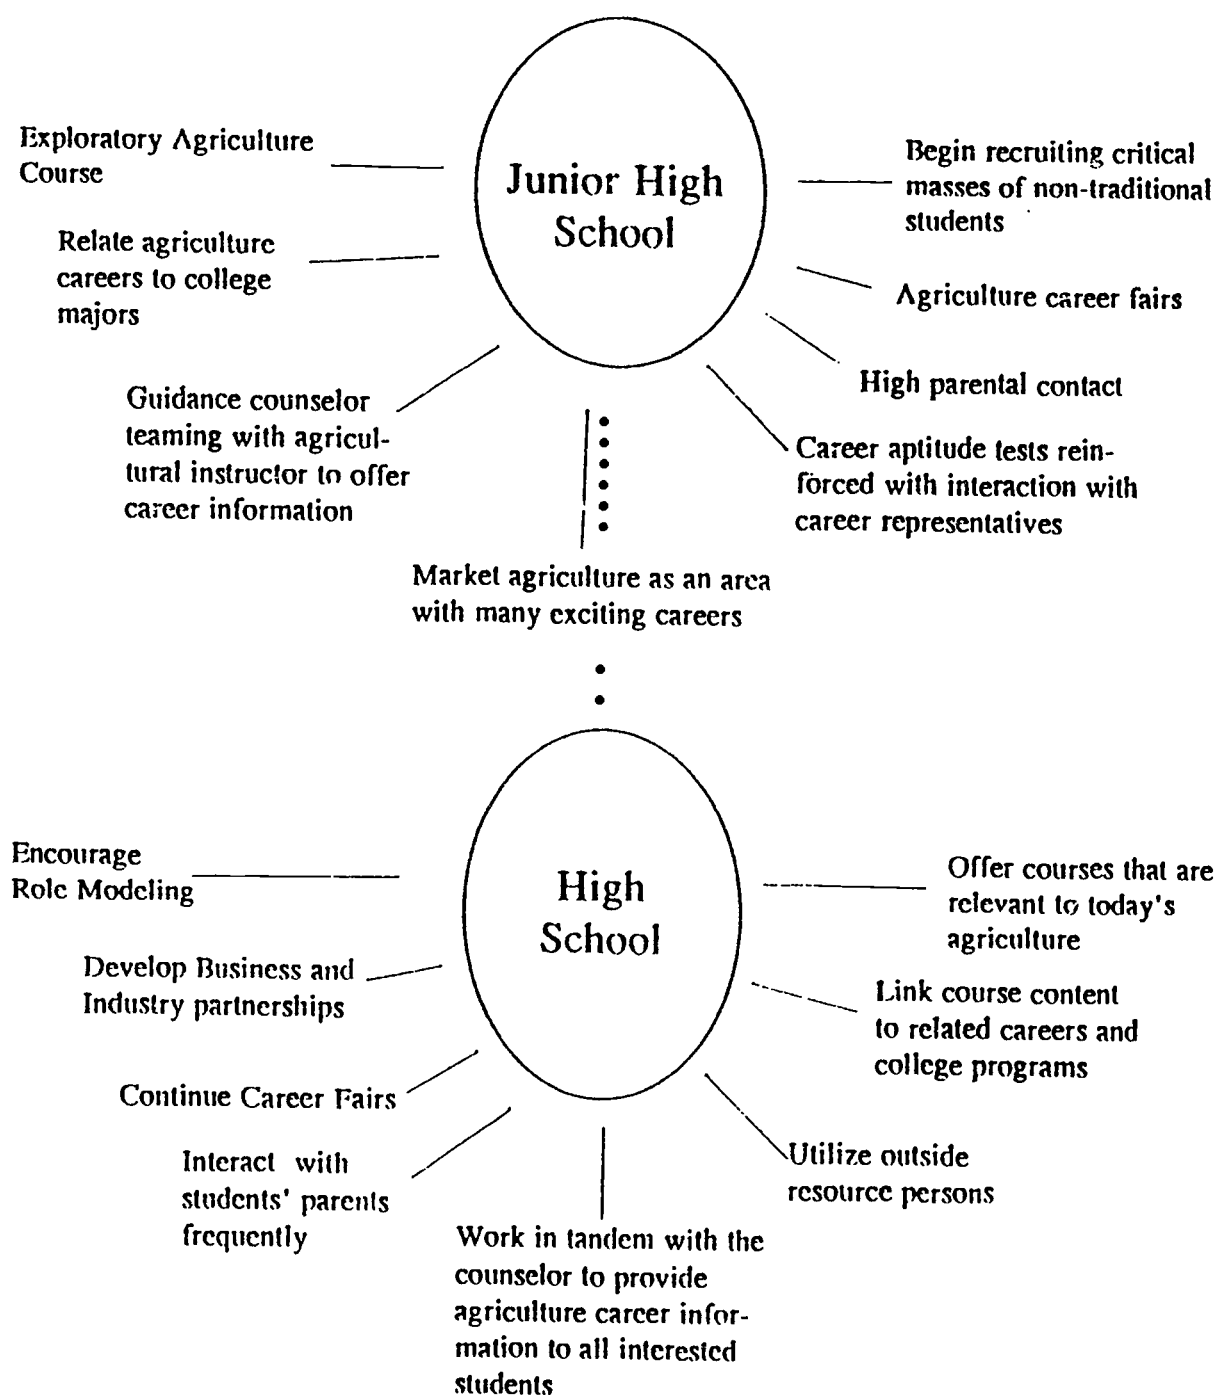 Junior High
School
Exploratory Agriculture
Course
Relate agriculture
careers to college
majors
Guidance counselor
teaming with agricul-
tural instructor to offer
career information
Begin recruiting critical
masses of non-traditional
students
Agriculture career fairs
High parental contact
Career aptitude tests rein-
forced with interaction with
career representatives
Market agriculture as an area
with many exciting careers
High
School
Encourage
Role Modeling
Develop Business and
Industry partnerships
Continue Career Fairs
Interact with
students' parents
frequently
Work in tandem with the
counselor to provide
agriculture career infor-
mation to all interested
students
Offer courses that are
relevant to today's
agriculture
Link course content
to related careers and
college programs
Utilize outside
resource persons